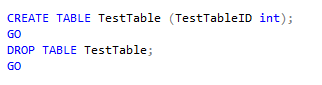 CREATE TABLE TestTable (TestTableID int);
GO
DROP TABLE TestTable;
GO